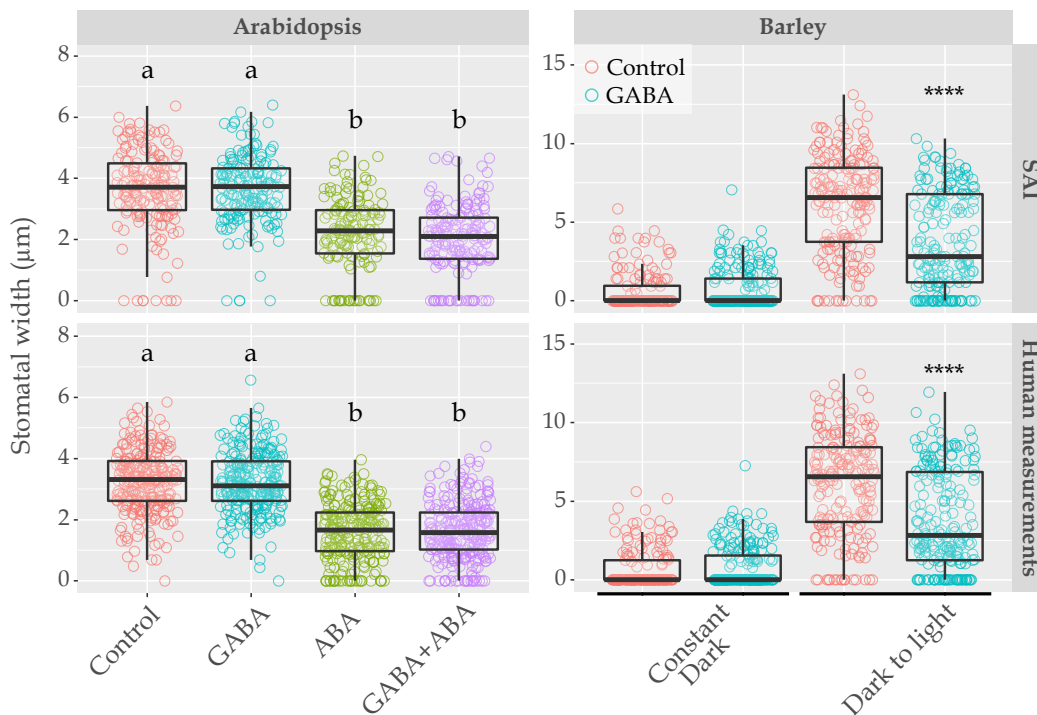 Arabidopsis
Barley
Stomatal width (µm)
8
6
4
2
0
a
a
b
b
15
10
5
0
Control
GABA
****
SAI
8
6
4
2
0
a
a
b
b
15
10
5
0
****
Human measurements
Control
GABA
ABA
GABA+ABA
Constant
Dark
Dark to light